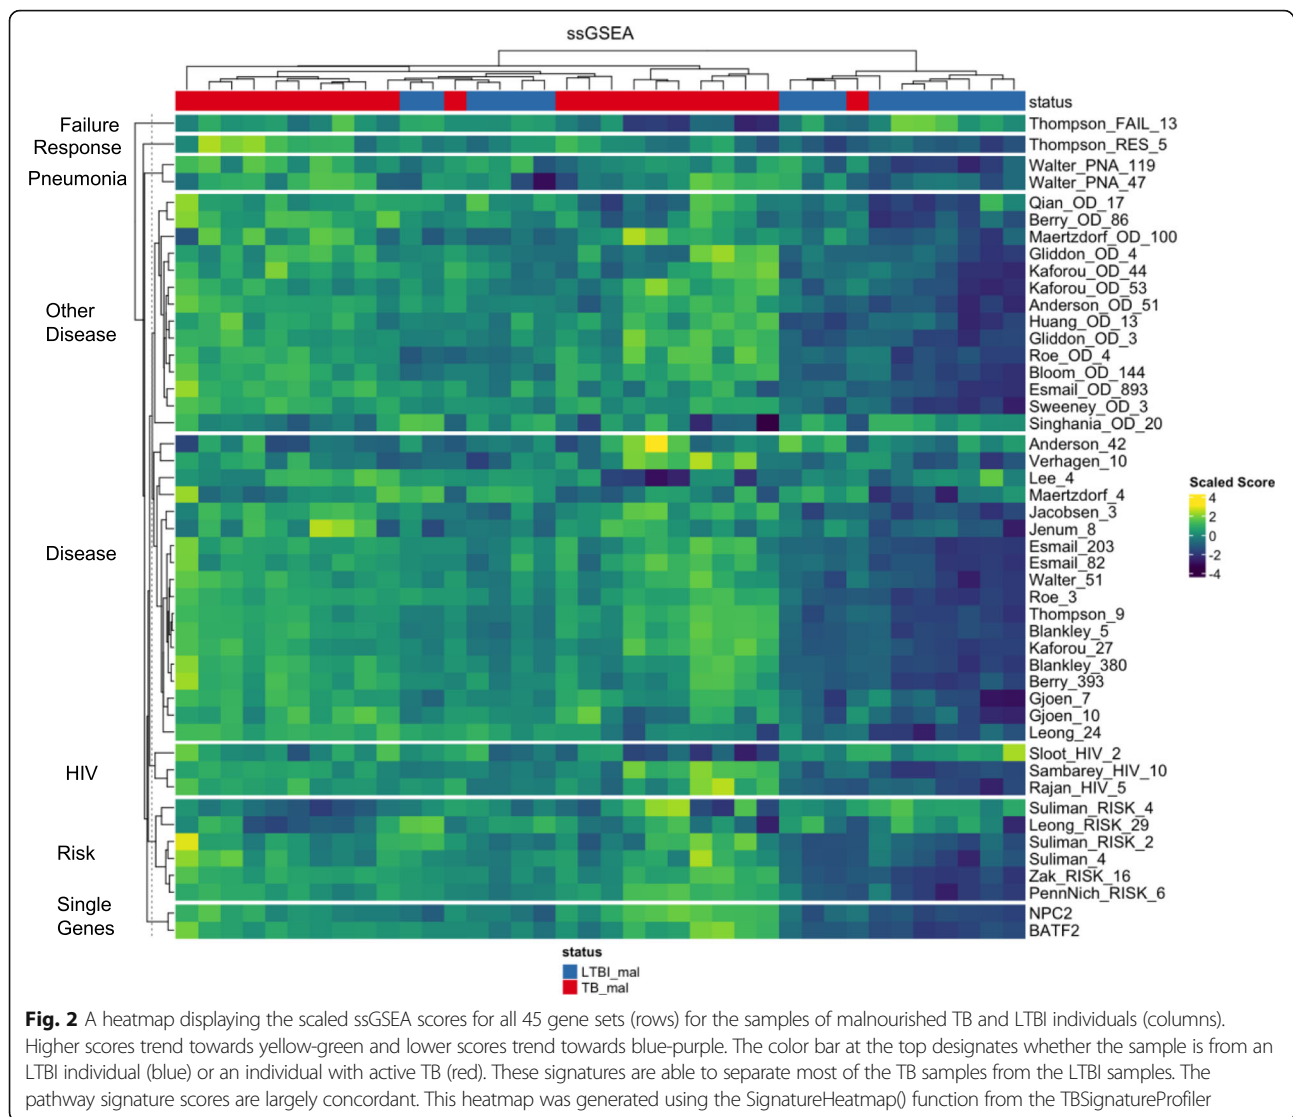 ssGSEA
status
Failure
Thompson_FAIL_13
Response
Thompson_RES_5
Pneumonia
Walter_PNA_119
Walter_PNA_47
Other
Disease
Qian_OD_17
Berry_OD_86
Maertzdorf_OD_100
Gliddon_OD_4
Kaforou_OD_44
Kaforou_OD_53
Anderson_OD_51
Huang_OD_13
Gliddon_OD_3
Roe_OD_4
Bloom_OD_144
Esmail_OD_893
Sweeney_OD_3
Singhania_OD_20
Disease
Anderson_42
Verhagen_10
Lee_4
Maertzdorf_4
Jacobsen_3
Jenum_8
Esmail_203
Esmail_82
Walter_51
Roe_3
Thompson_9
Blankley_5
Kaforou_27
Blankley_380
Berry_393
Gjoen_7
Gjoen_10
Leong_24
HIV
Sloot_HIV_2
Sambarey_HIV_10
Rajan_HIV_5
Risk
Suliman_RISK_4
Leong_RISK_29
Suliman_RISK_2
Suliman_4
Zak_RISK_16
PennNich_RISK_6
Single
Genes
NPC2
BATF2
Scaled Score
4
2
0
-2
-4
status
LTBI_mal
TB_mal
Fig. 2 A heatmap displaying the scaled ssGSEA scores for all 45 gene sets (rows) for the samples of malnourished TB and LTBI individuals (columns).
Higher scores trend towards yellow-green and lower scores trend towards blue-purple. The color bar at the top designates whether the sample is from an
LTBI individual (blue) or an individual with active TB (red). These signatures are able to separate most of the TB samples from the LTBI samples. The
pathway signature scores are largely concordant. This heatmap was generated using the SignatureHeatmap() function from the TBSignatureProfiler